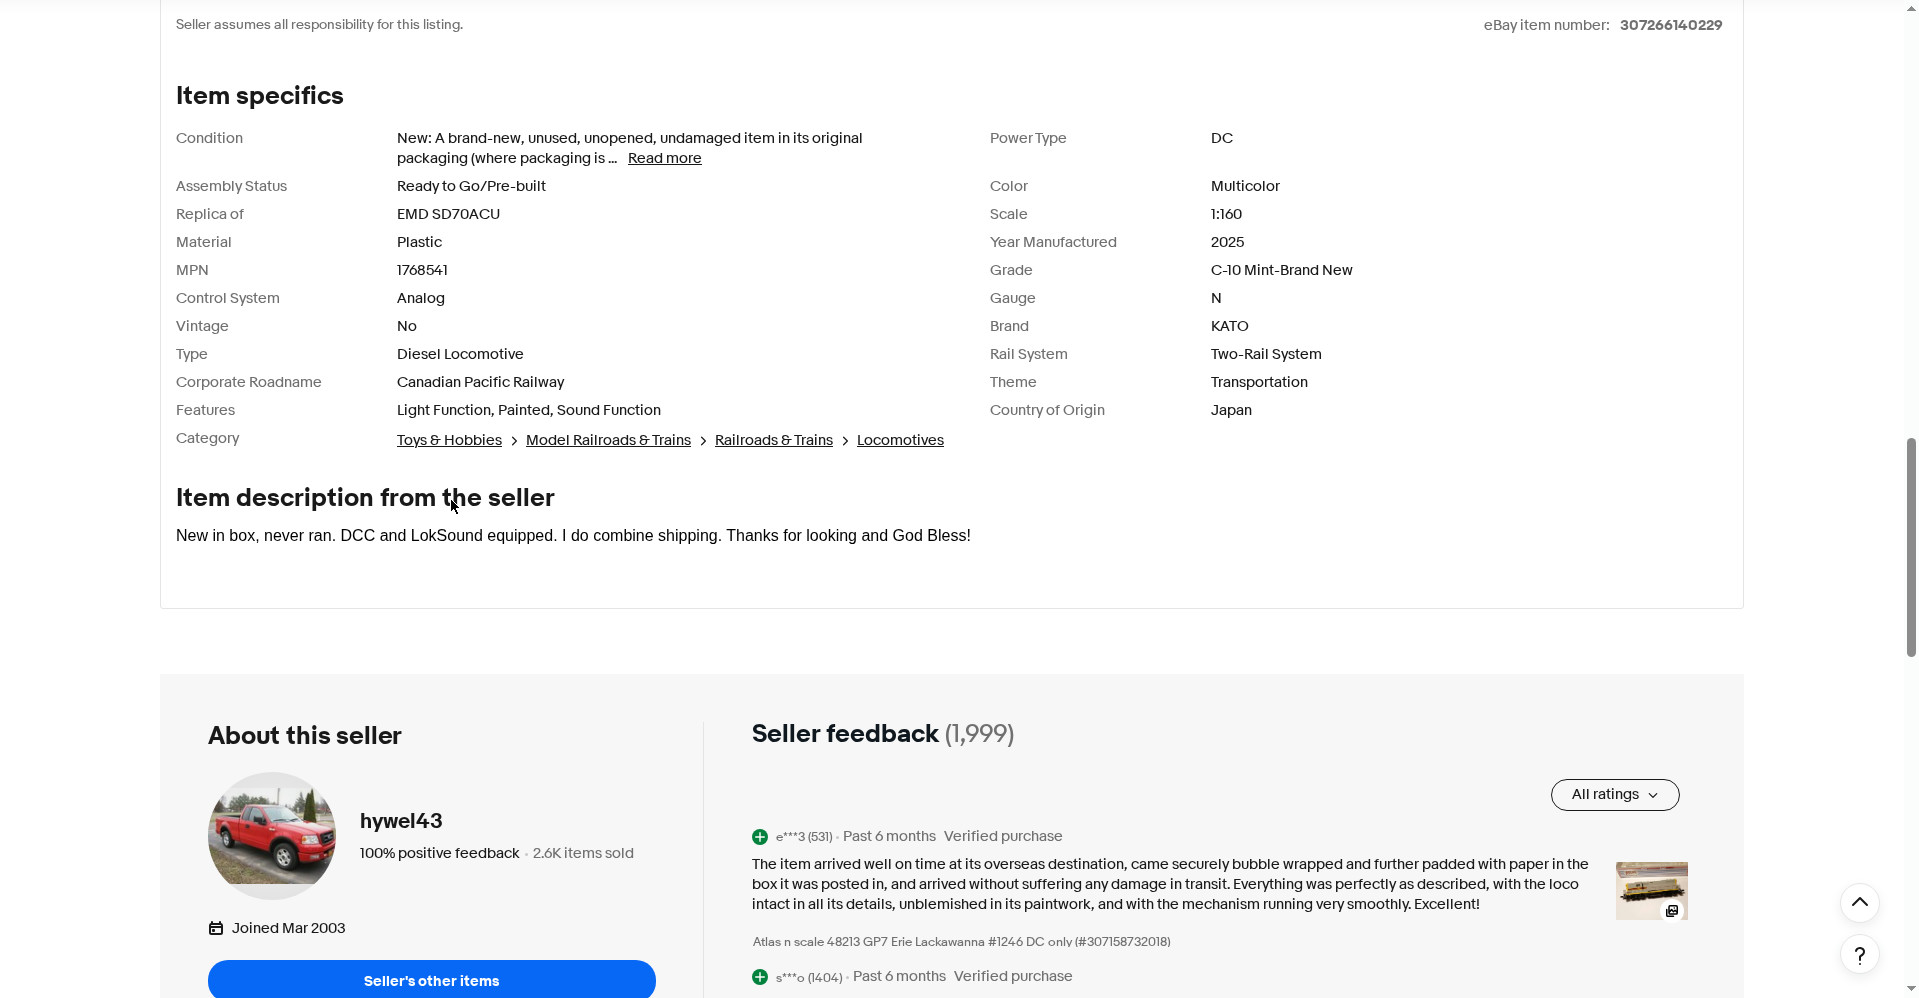 Seller assumes all responsibility for this listing.
eBay item number: 307266140229
Item specifics
Condition
New: A brand-new, unused, unopened, undamaged item in its original
packaging (where packaging is ... Read more
Power Type
DC
Assembly Status
Ready to Go/Pre-built
Color
Multicolor
Replica of
EMD SD70ACU
Scale
1:160
Material
Plastic
Year Manufactured
2025
MPN
1768541
Grade
C-10 Mint-Brand New
Control System
Analog
Gauge
N
Vintage
No
Brand
KATO
Type
Diesel Locomotive
Rail System
Two-Rail System
Corporate Roadname
Canadian Pacific Railway
Theme
Transportation
Features
Light Function, Painted, Sound Function
Country of Origin
Japan
Category
Toys & Hobbies > Model Railroads & Trains > Railroads & Trains > Locomotives
Item description from the seller
New in box, never ran. DCC and LokSound equipped. I do combine shipping. Thanks for looking and God Bless!
About this seller
hywel43
100% positive feedback · 2.6K items sold
Joined Mar 2003
Seller's other items
Seller feedback (1,999)
All ratings
e***3 (531) · Past 6 months Verified purchase
The item arrived well on time at its overseas destination, came securely bubble wrapped and further padded with paper in the
box it was posted in, and arrived without suffering any damage in transit. Everything was perfectly as described, with the loco
intact in all its details, unblemished in its paintwork, and with the mechanism running very smoothly. Excellent!
Atlas n scale 48213 GP7 Erie Lackawanna #1246 DC only (#307158732018)
s***o (1404) · Past 6 months Verified purchase
?